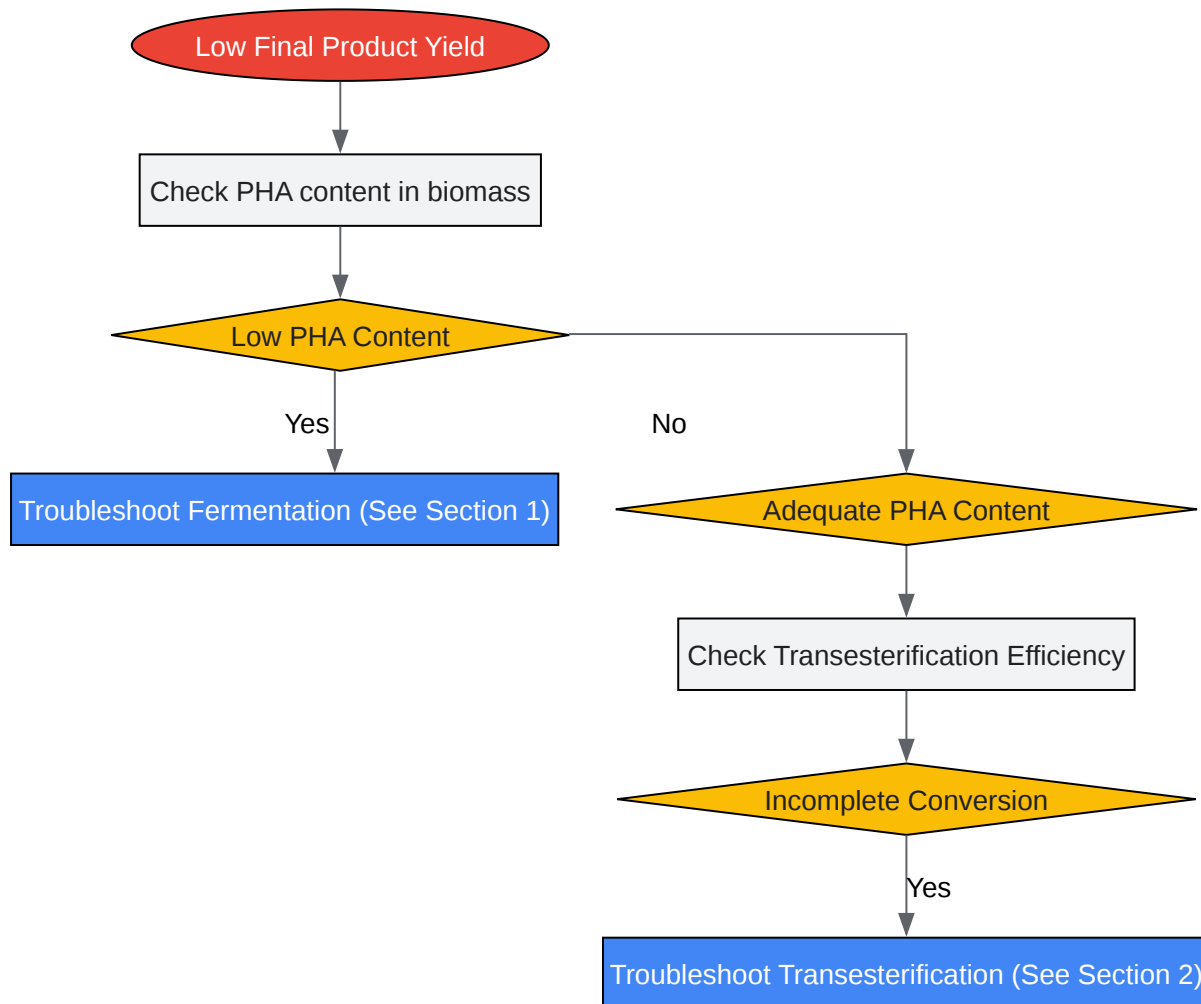 Low Final Product Yield
Check PHA content in biomass
Low PHA Content
Yes
No
Troubleshoot Fermentation (See Section 1)
Adequate PHA Content
Check Transesterification Efficiency
Incomplete Conversion
Yes
Troubleshoot Transesterification (See Section 2)